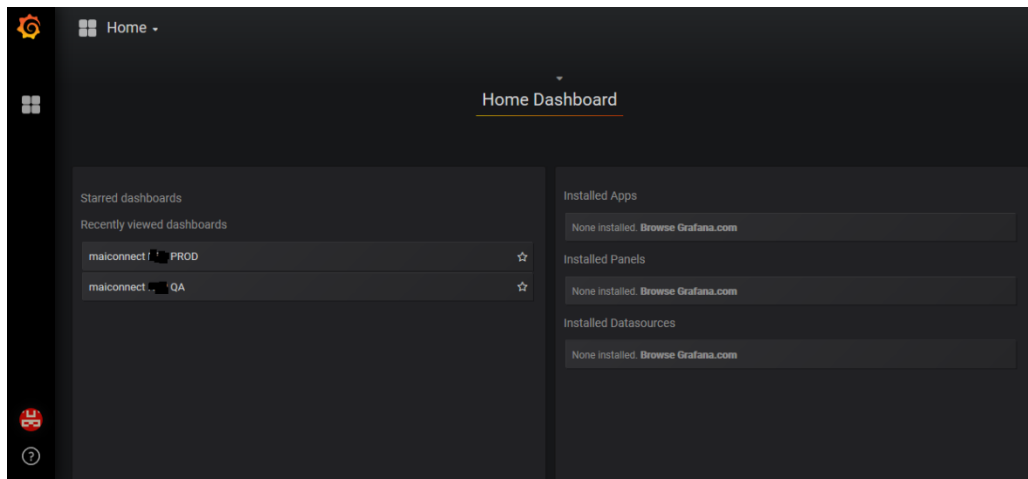 Home
Home Dashboard
Starred dashboards
Recently viewed dashboards
maiconnect PROD
maiconnect QA
Installed Apps
None installed. Browse Grafana.com
Installed Panels
None installed. Browse Grafana.com
Installed Datasources
None installed. Browse Grafana.com
?